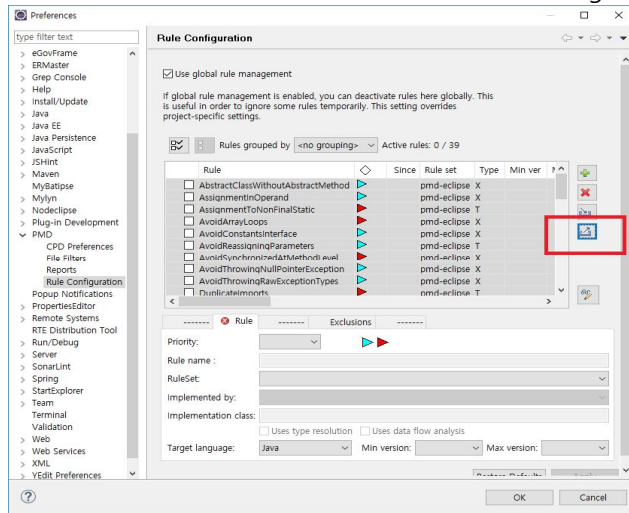 Preferences
type filter text
Rule Configuration
eGovFrame
ERMaster
Grep Console
Help
Install/Update
Java
Java EE
Java Persistence
JavaScript
JSHint
Maven
MyBatipse
Mylyn
Nodeclipse
Plug-in Development
PMD
CPD Preferences
File Filters
Reports
Rule Configuration
Popup Notifications
PropertiesEditor
Remote Systems
RTE Distribution Tool
Run/Debug
Server
SonarLint
Spring
StartExplorer
Team
Terminal
Validation
Web
Web Services
XML
YEdit Preferences
Use global rule management
If global rule management is enabled, you can deactivate rules here globally. This
is useful in order to ignore some rules temporarily. This setting overrides
project-specific settings.
Rules grouped by <no grouping> Active rules: 0 / 39
Rule Since Rule set Type Min ver
AbstractClassWithoutAbstractMethod pmd-eclipse X
AssignmentInOperand pmd-eclipse X
AssignmentToNonFinalStatic pmd-eclipse T
AvoidArrayLoops pmd-eclipse X
AvoidConstantsInterface pmd-eclipse X
AvoidReassigningParameters pmd-eclipse T
AvoidSynchronizedAtMethodLevel pmd-eclipse X
AvoidThrowingNullPointerException pmd-eclipse X
AvoidThrowingRawExceptionTypes pmd-eclipse X
DuplicateImports pmd-eclipse T
------- Rule ------- Exclusions -------
Priority:
Rule name :
RuleSet:
Implemented by:
Implementation class:
Uses type resolution Uses data flow analysis
Target language: Java Min version: Max version:
Restore Defaults Apply
OK Cancel